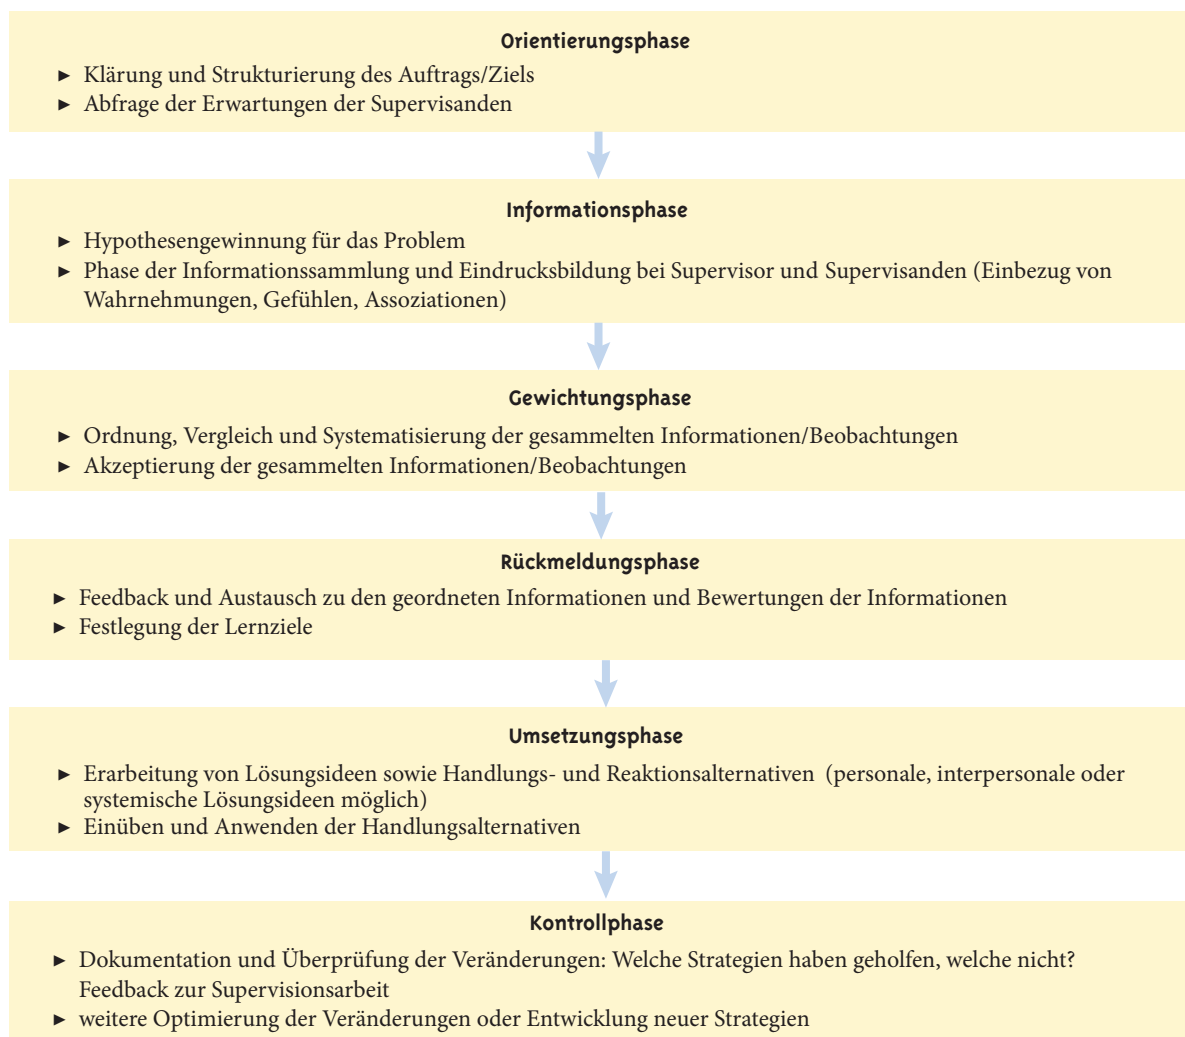 Orientierungsphase
► Klärung und Strukturierung des Auftrags/Ziels
► Abfrage der Erwartungen der Supervisanden
Informationsphase
► Hypothesengewinnung für das Problem
► Phase der Informationssammlung und Eindrucksbildung bei Supervisor und Supervisanden (Einbezug von
Wahrnehmungen, Gefühlen, Assoziationen)
Gewichtungsphase
► Ordnung, Vergleich und Systematisierung der gesammelten Informationen/Beobachtungen
► Akzeptierung der gesammelten Informationen/Beobachtungen
Rückmeldungsphase
► Feedback und Austausch zu den geordneten Informationen und Bewertungen der Informationen
► Festlegung der Lernziele
Umsetzungsphase
► Erarbeitung von Lösungsideen sowie Handlungs- und Reaktionsalternativen (personale, interpersonale oder
systemische Lösungsideen möglich)
► Einüben und Anwenden der Handlungsalternativen
Kontrollphase
► Dokumentation und Überprüfung der Veränderungen: Welche Strategien haben geholfen, welche nicht?
Feedback zur Supervisionsarbeit
► weitere Optimierung der Veränderungen oder Entwicklung neuer Strategien